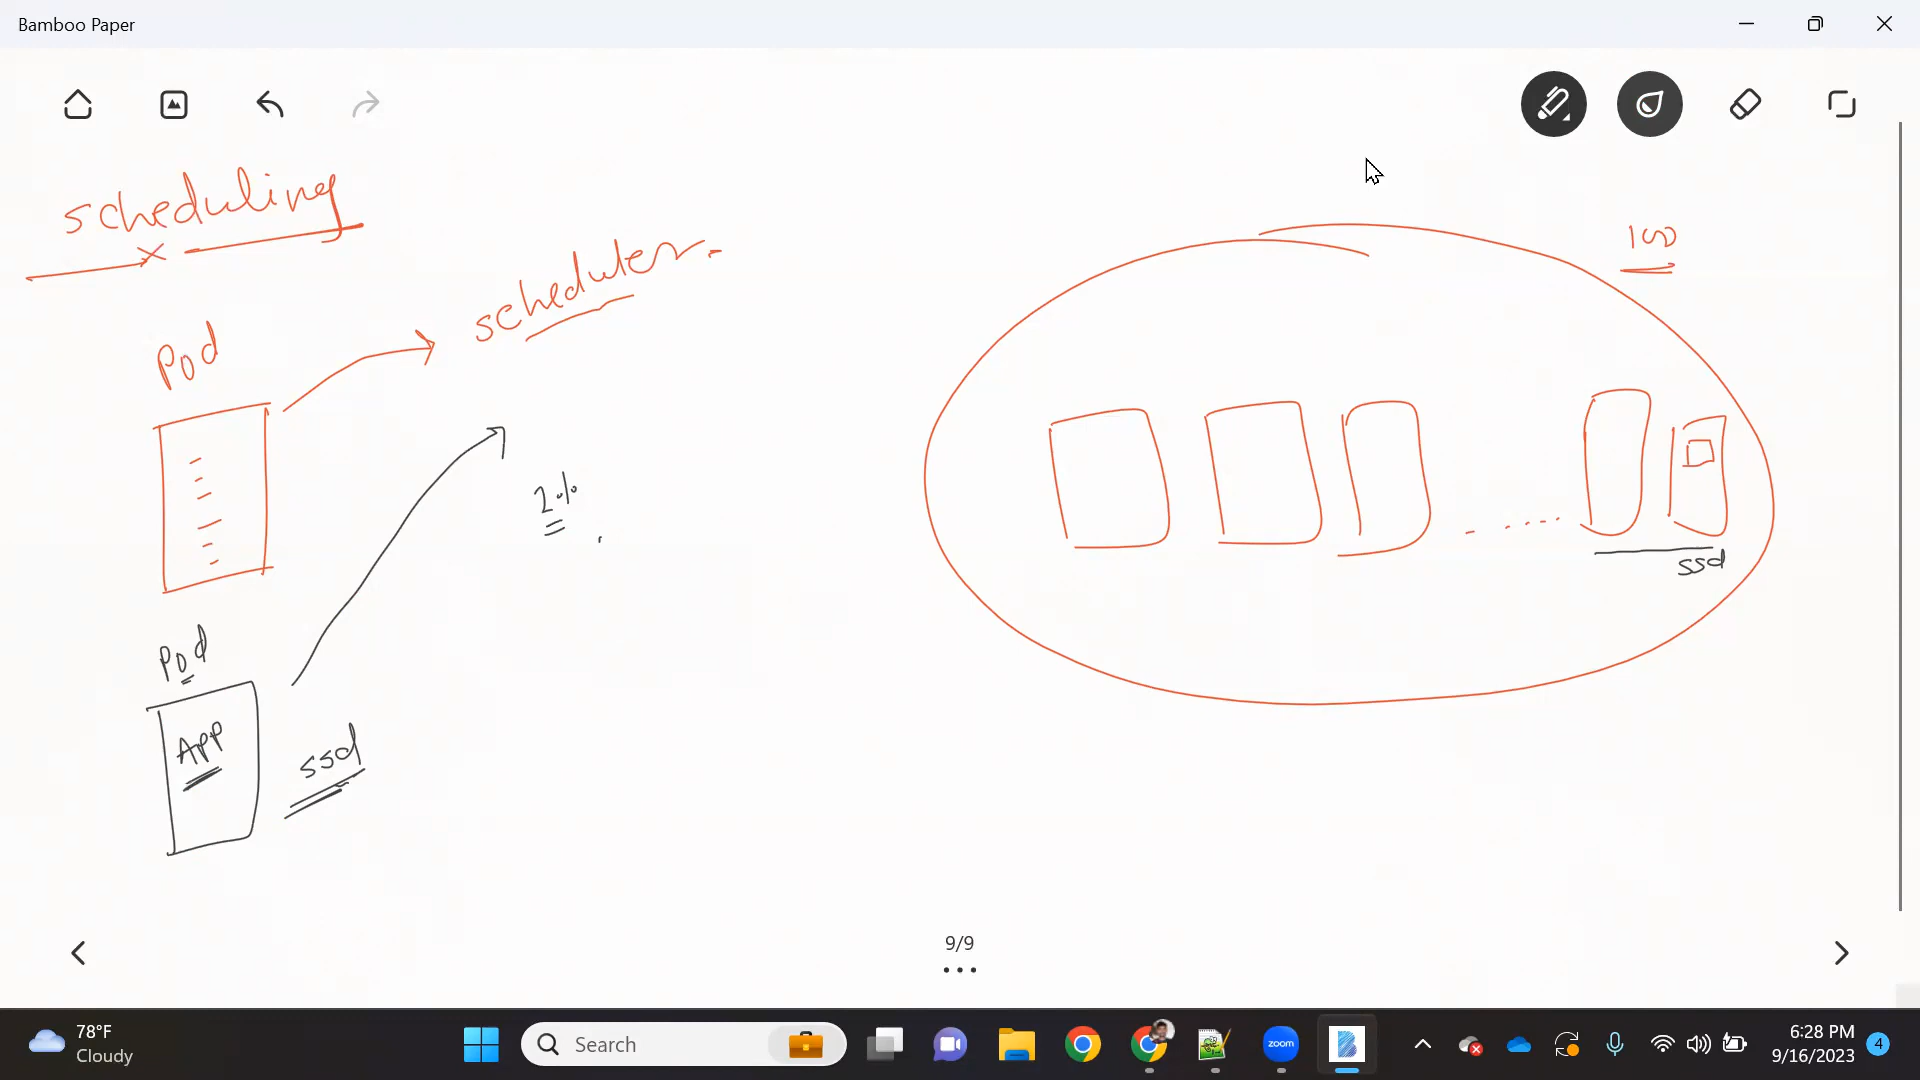 Bamboo Paper
scheduling
scheduler.
Pod
2%
100
ssd
Pod
APP
ssd
9/9
78°F
Cloudy
Search
zoom
6:28 PM
9/16/2023
4